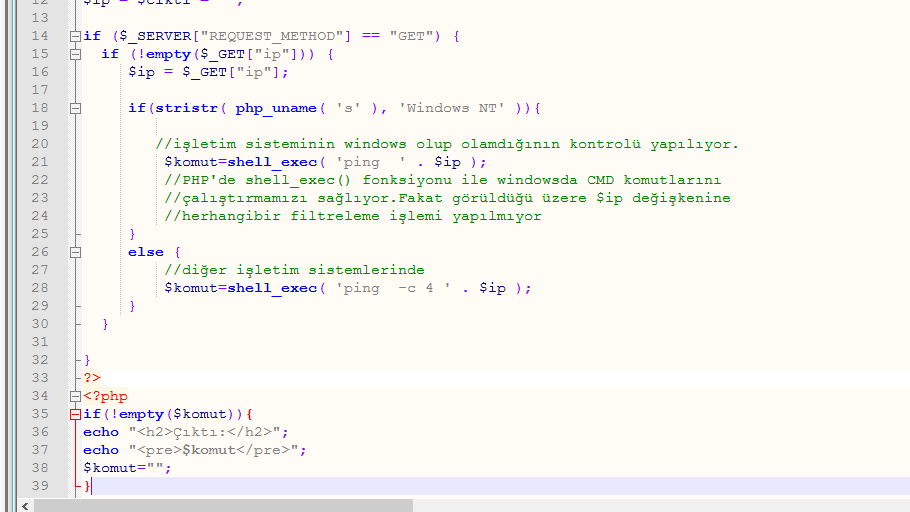 12 $ip = $cikti = "";
13
14 if ($_SERVER["REQUEST_METHOD"] == "GET") {
15 if (!empty($_GET["ip"])) {
16 $ip = $_GET["ip"];
17
18 if(stristr( php_uname( 's' ), 'Windows NT' )){
19
20 //işletim sisteminin windows olup olamdığının kontrolü yapılıyor.
21 $komut=shell_exec( 'ping  ' . $ip );
22 //PHP'de shell_exec() fonksiyonu ile windowsda CMD komutlarını
23 //çalıştırmamızı sağlıyor.Fakat görüldüğü üzere $ip değişkenine
24 //herhangibir filtreleme işlemi yapılmıyor
25 }
26 else {
27 //diğer işletim sistemlerinde
28 $komut=shell_exec( 'ping  -c 4 ' . $ip );
29 }
30 }
31
32 }
33 ?>
34 <?php
35 if(!empty($komut)){
36 echo "<h2>Çıktı:</h2>";
37 echo "<pre>$komut</pre>";
38 $komut="";
39 }